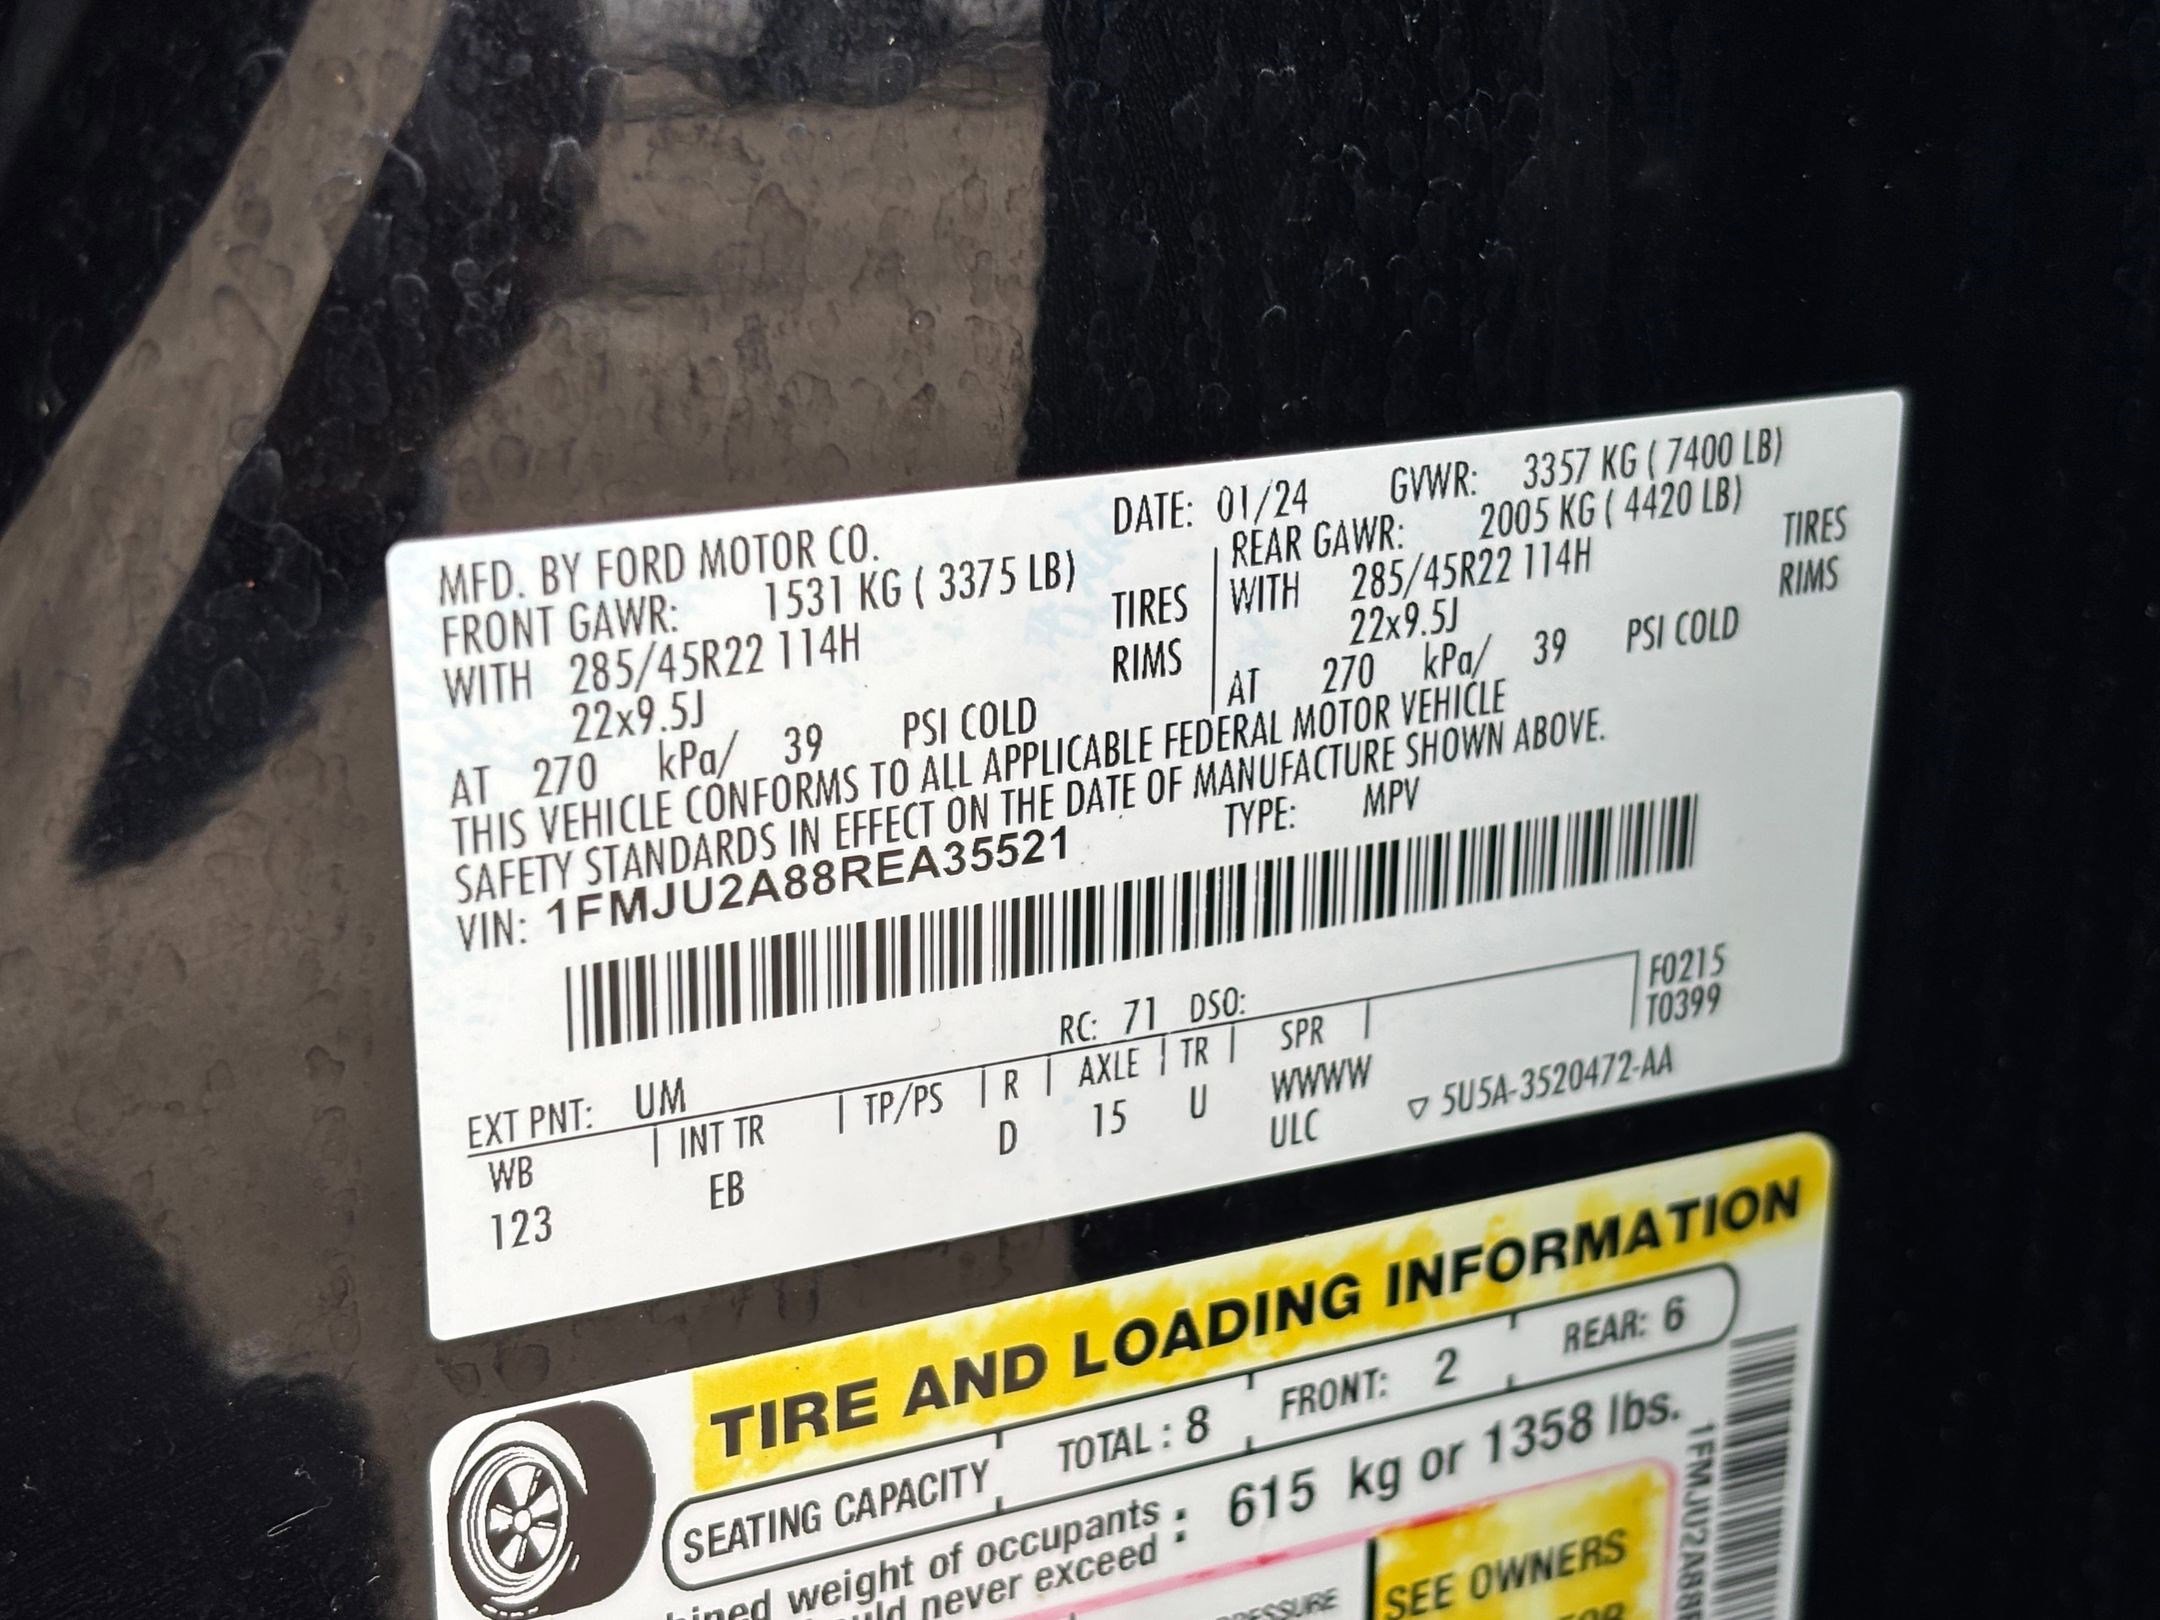 MFD. BY FORD MOTOR CO. DATE: 01/24 GVWR: 3357 KG ( 7400 LB)
FRONT GAWR: 1531 KG ( 3375 LB) REAR GAWR: 2005 KG ( 4420 LB)
WITH 285/45R22 114H TIRES WITH 285/45R22 114H TIRES
22x9.5J RIMS 22x9.5J RIMS
AT 270 kPa/ 39 PSI COLD AT 270 kPa/ 39 PSI COLD
THIS VEHICLE CONFORMS TO ALL APPLICABLE FEDERAL MOTOR VEHICLE
SAFETY STANDARDS IN EFFECT ON THE DATE OF MANUFACTURE SHOWN ABOVE.
VIN: 1FMJU2A88REA35521 TYPE: MPV
F0215
T0399
EXT PNT: UM RC: 71 DSO:
WB INT TR TP/PS R AXLE TR SPR
123 EB D 15 U WWWW
ULC
▽ 5U5A-3520472-AA
TIRE AND LOADING INFORMATION
SEATING CAPACITY TOTAL : 8 FRONT: 2 REAR: 6
weight of occupants : 615 kg or 1358 lbs.
never exceed
SEE OWNERS
1FMJU2A88